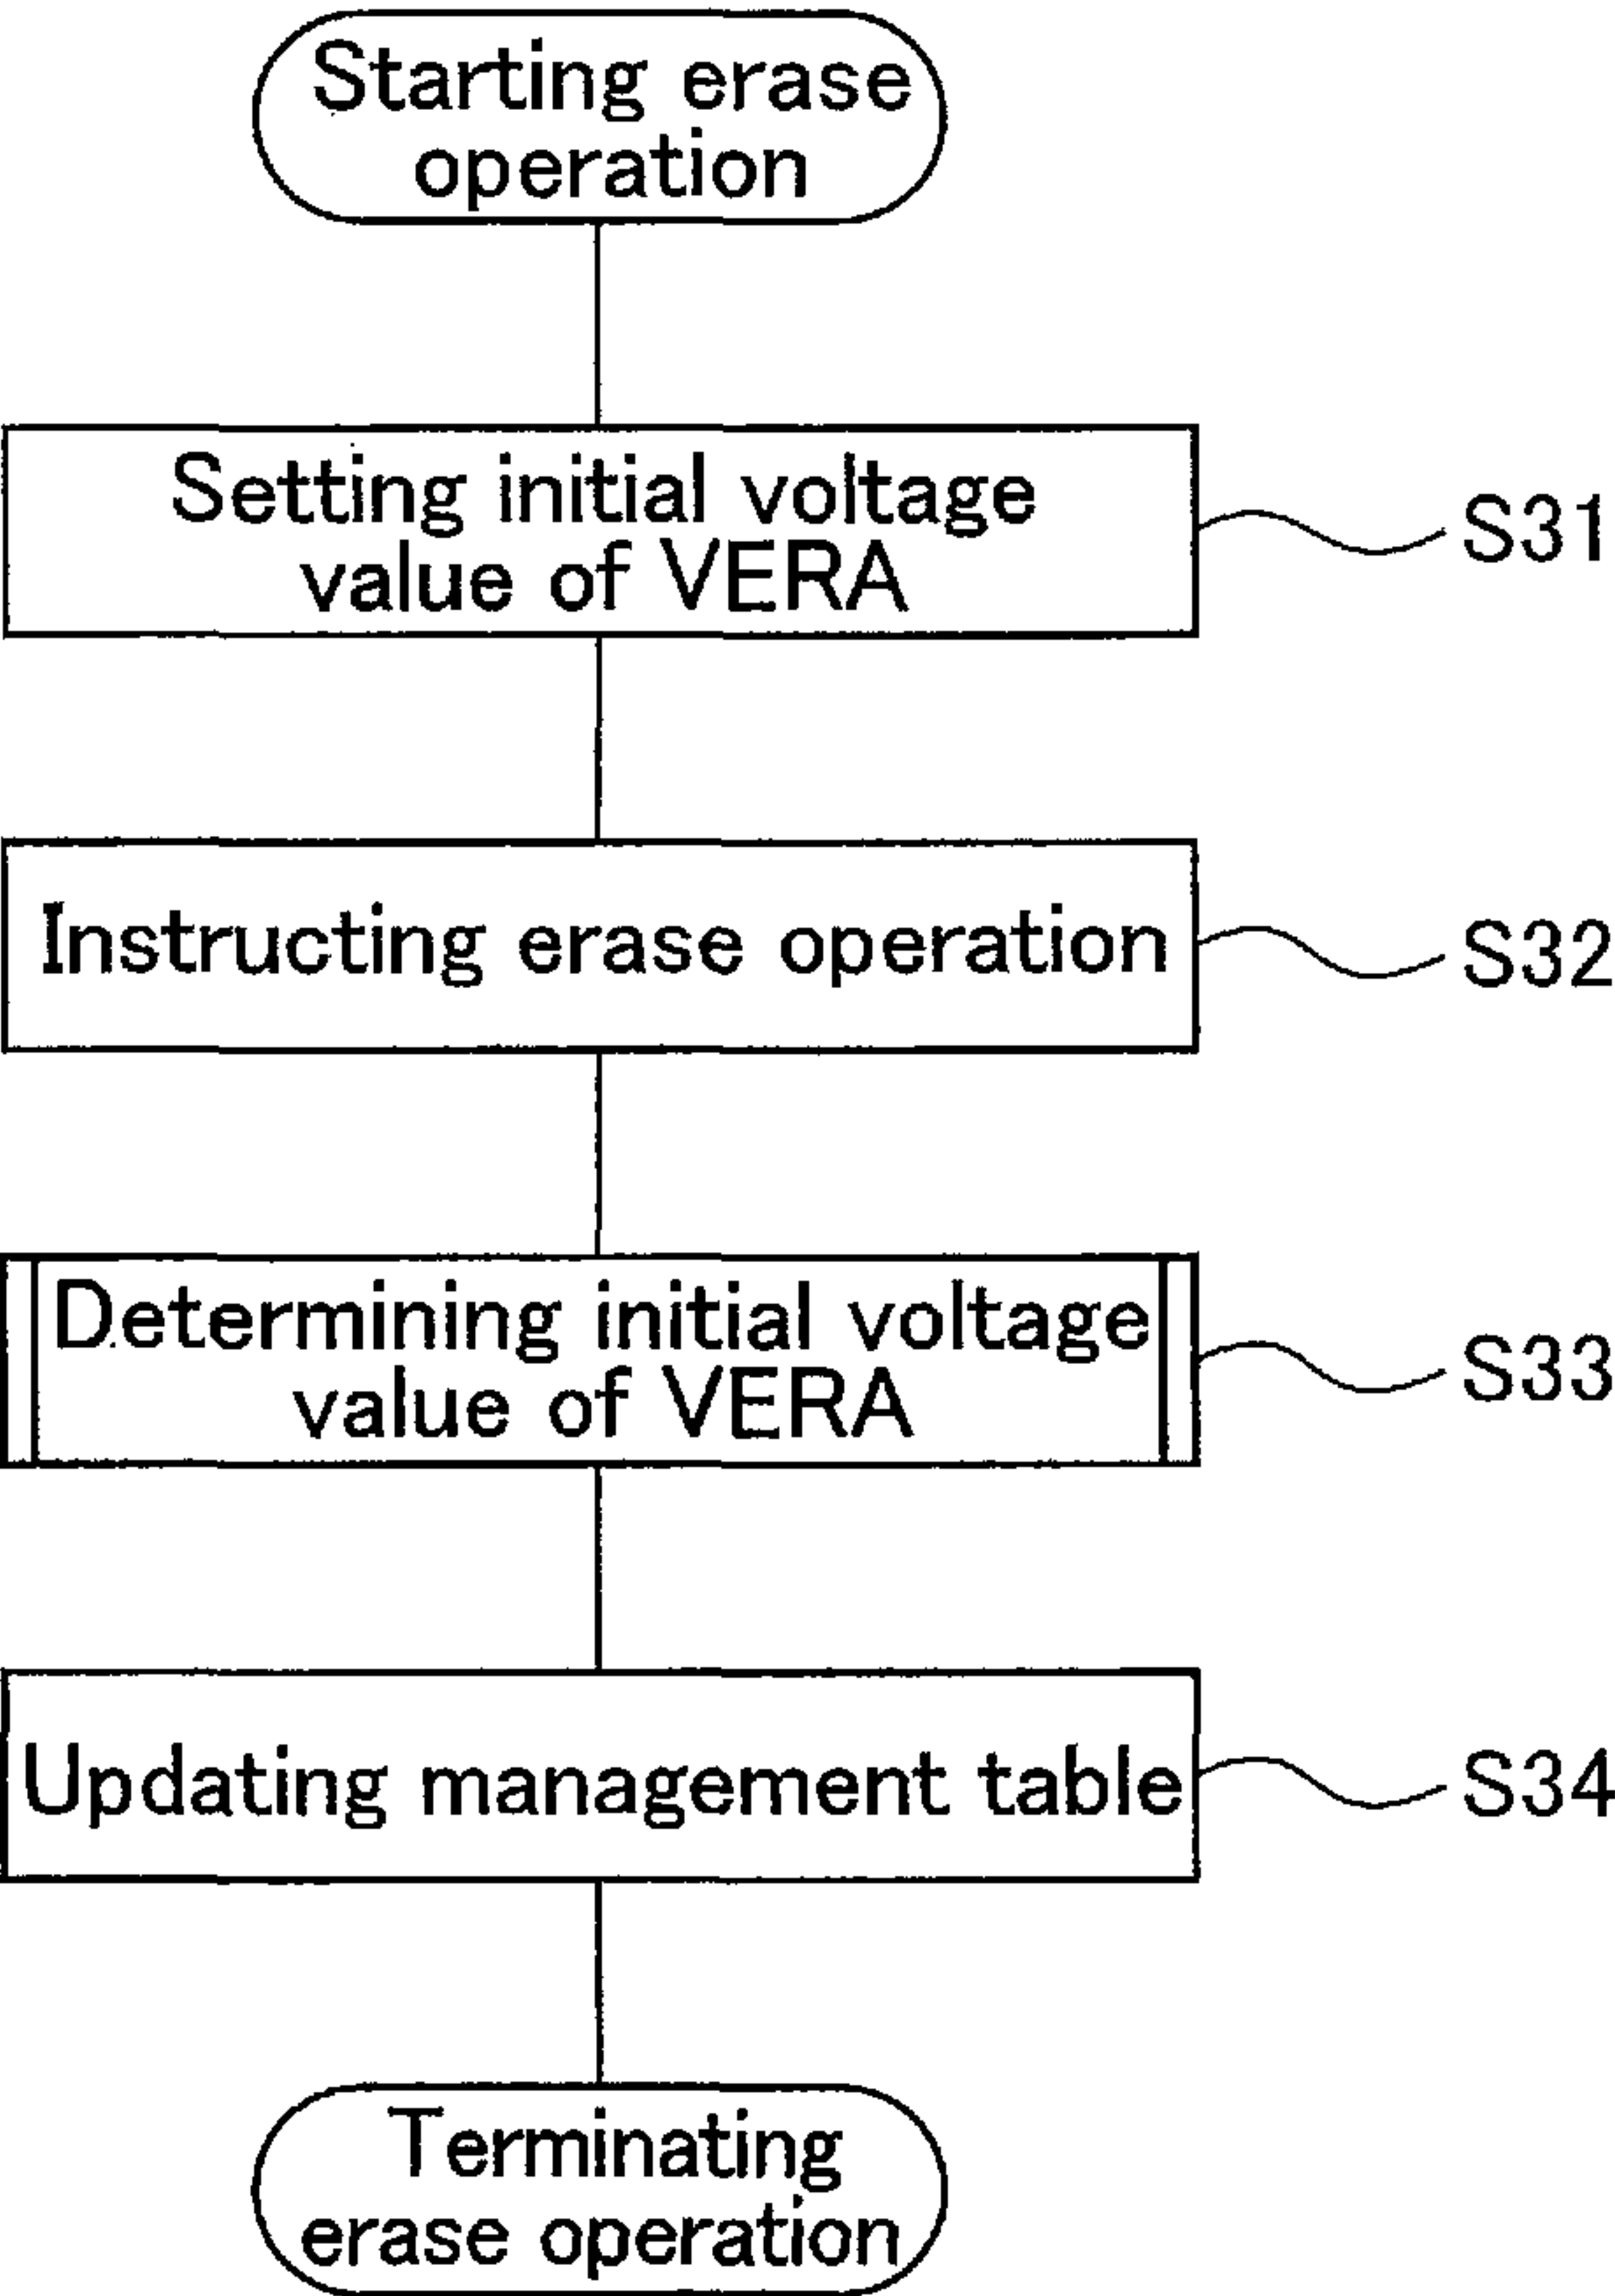 Starting erase
operation
Setting initial voltage
value of VERA
S31
Instructing erase operation
S32
Determining initial voltage
value of VERA
S33
Updating management table
S34
Terminating
erase operation